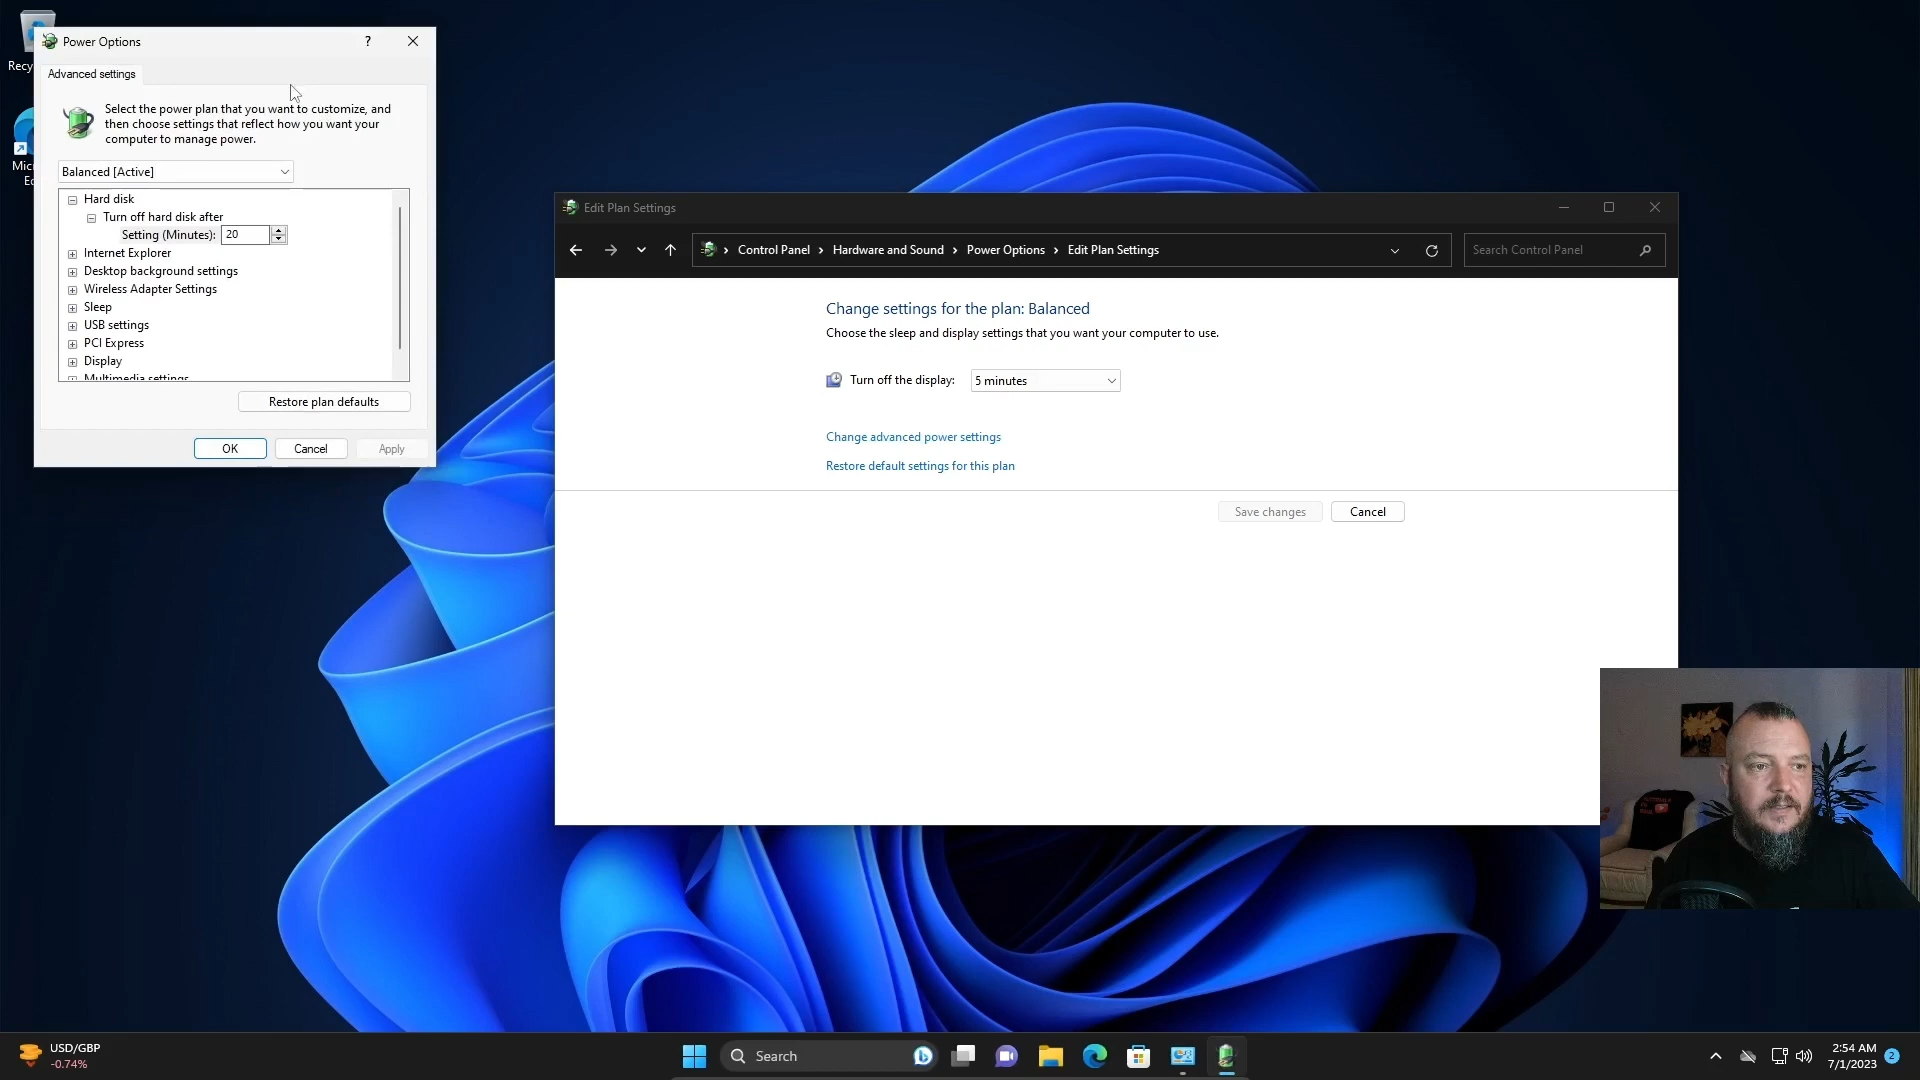 Recy
Mic
Ed
Power Options
?
Advanced settings
Select the power plan that you want to customize, and
then choose settings that reflect how you want your
computer to manage power.
Balanced [Active]
Hard disk
Turn off hard disk after
Setting (Minutes): 20
Internet Explorer
Desktop background settings
Wireless Adapter Settings
Sleep
USB settings
PCI Express
Display
Multimedia settings
Restore plan defaults
OK
Cancel
Apply
Edit Plan Settings
Control Panel > Hardware and Sound > Power Options > Edit Plan Settings
Search Control Panel
Change settings for the plan: Balanced
Choose the sleep and display settings that you want your computer to use.
Turn off the display: 5 minutes
Change advanced power settings
Restore default settings for this plan
Save changes
Cancel
USD/GBP
-0.74%
Search
2:54 AM
7/1/2023
2